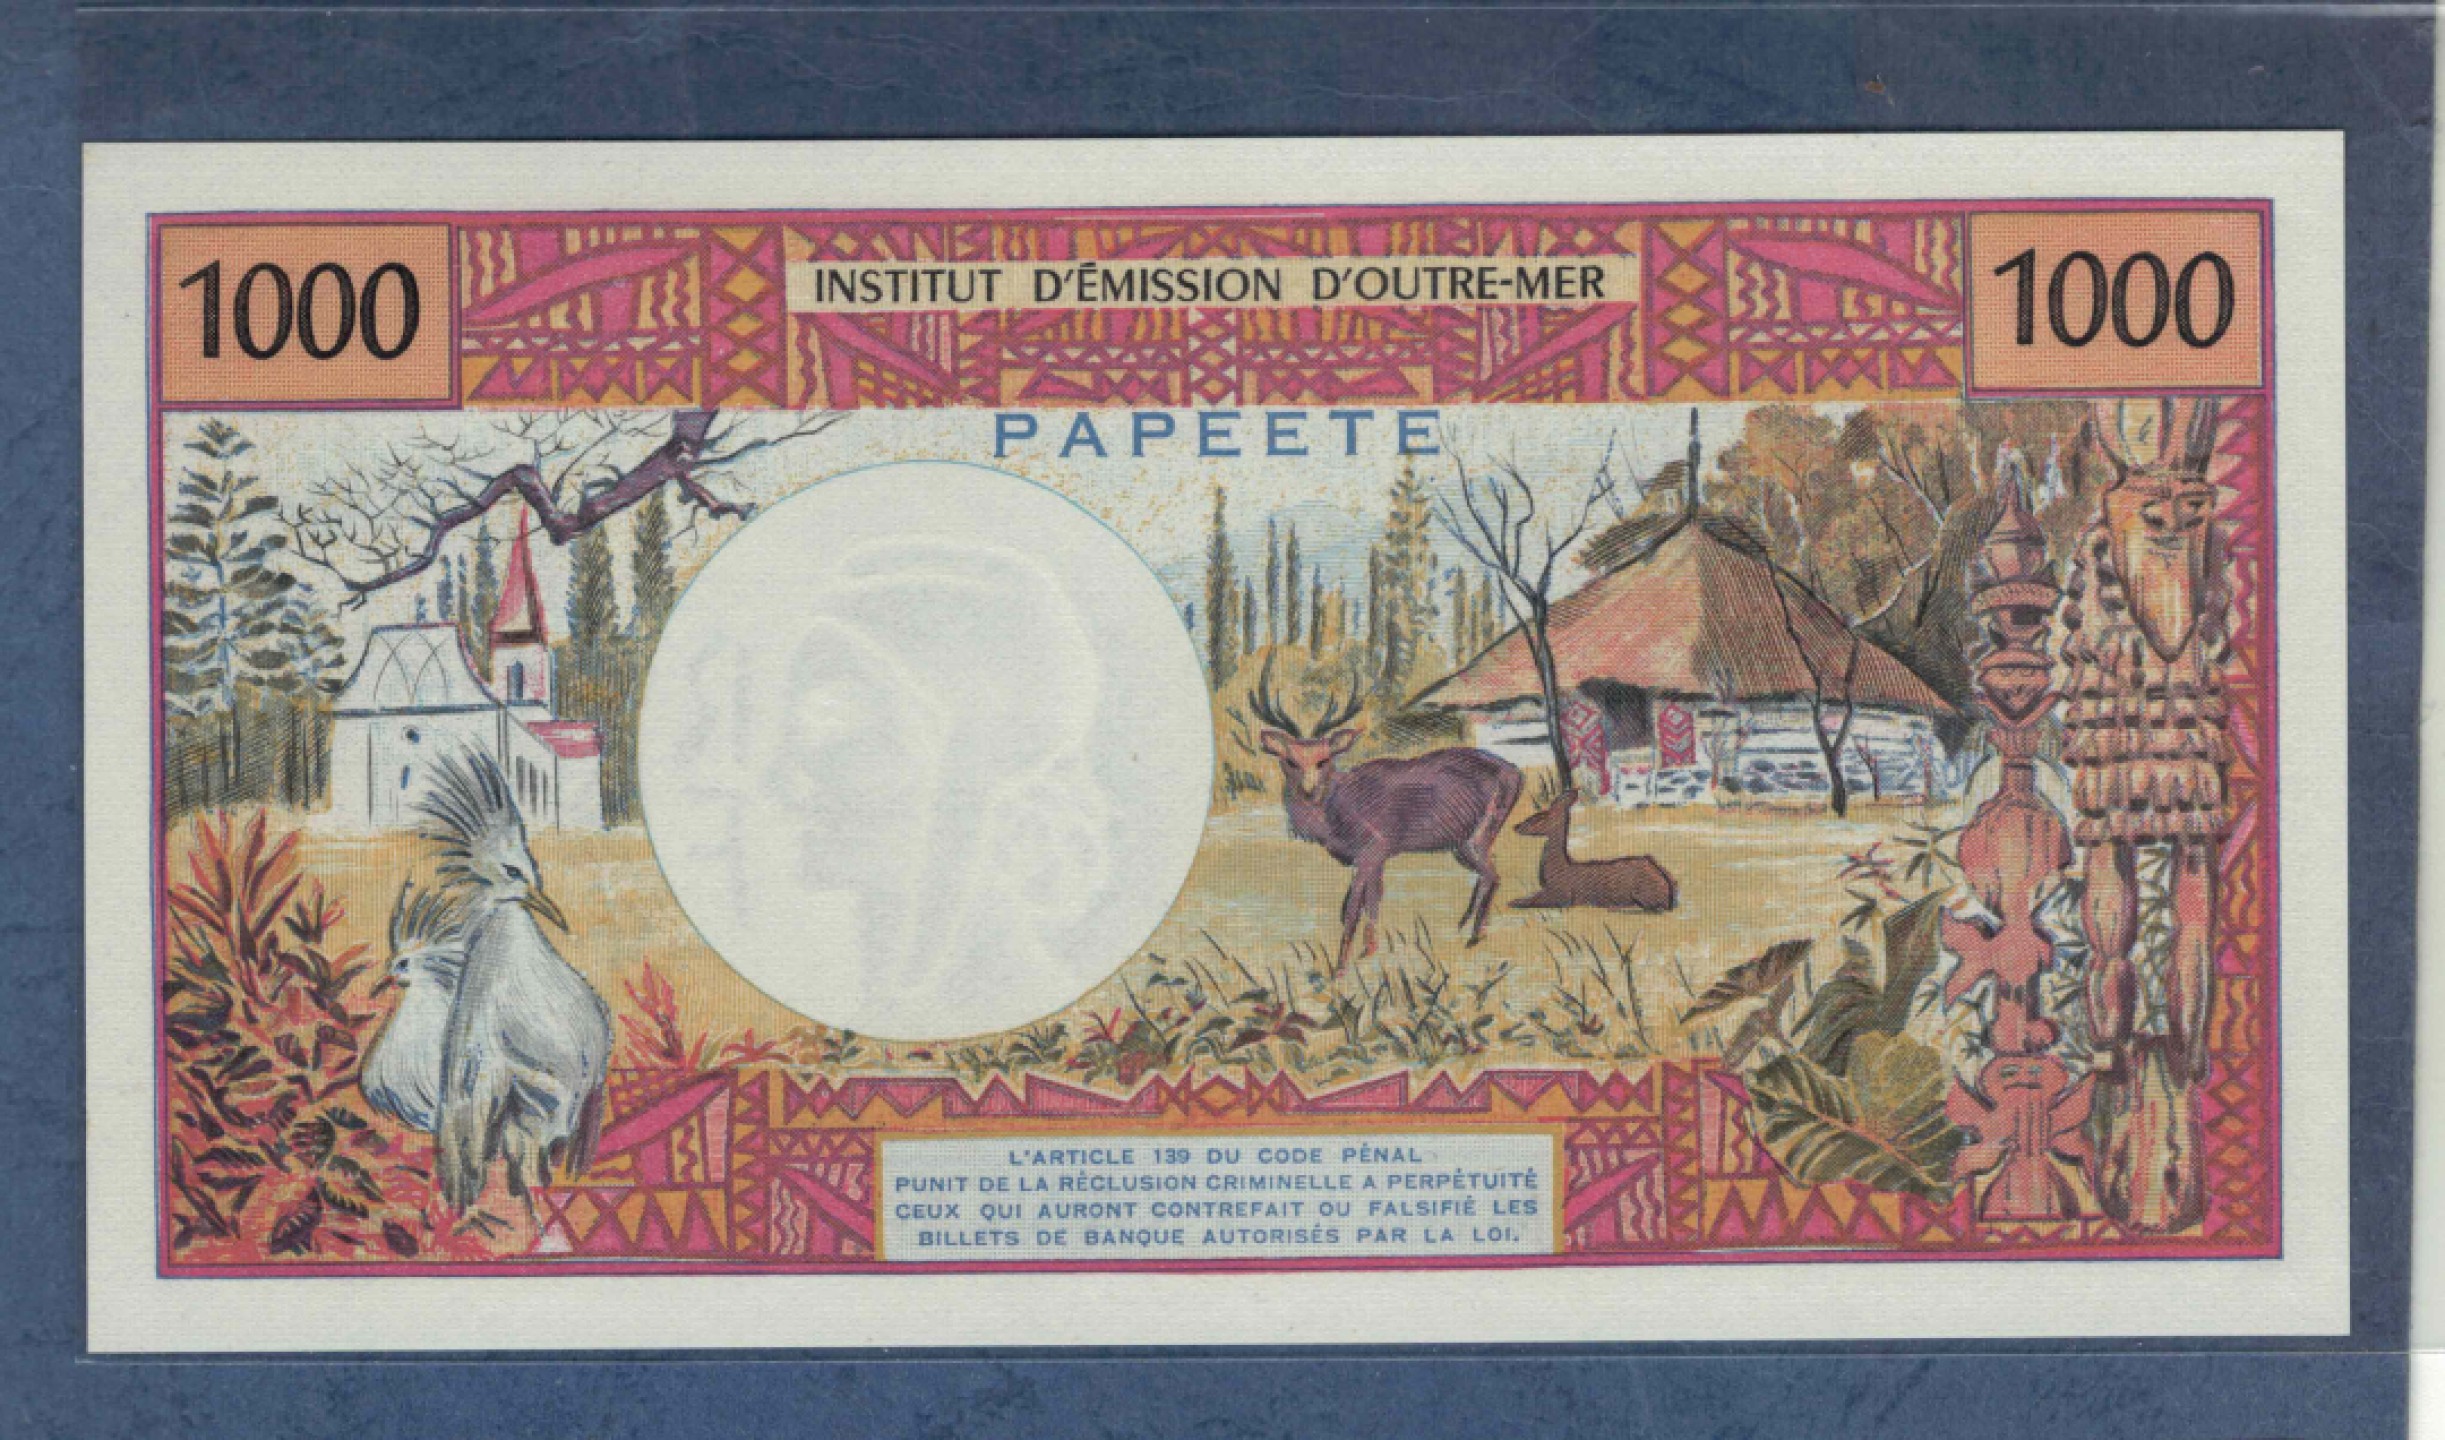 1000
INSTITUT D'ÉMISSION D'OUTRE-MER
1000
PAPEETE
L'ARTICLE 139 DU CODE PÉNAL
PUNIT DE LA RÉCLUSION CRIMINELLE A PERPÉTUITÉ
CEUX QUI AURONT CONTREFAIT OU FALSIFIÉ LES
BILLETS DE BANQUE AUTORISÉS PAR LA LOI.